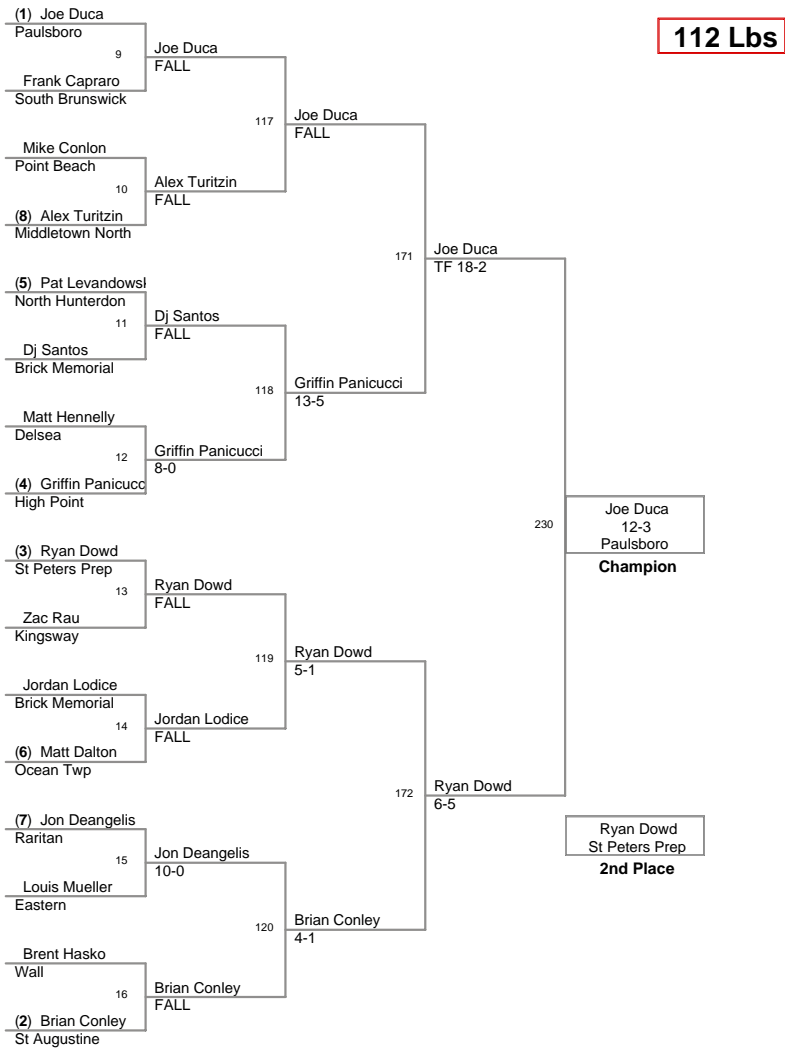 112 Lbs
(1) Joe Duca
Paulsboro
9
Frank Capraro
South Brunswick
Joe Duca
FALL
117
Mike Conlon
Point Beach
10
(8) Alex Turitzin
Middletown North
Alex Turitzin
FALL
Joe Duca
FALL
171
(5) Pat Levandowsl
North Hunterdon
11
Dj Santos
Brick Memorial
Dj Santos
FALL
118
Matt Hennelly
Delsea
12
(4) Griffin Panicucc
High Point
Griffin Panicucci
8-0
Griffin Panicucci
13-5
Joe Duca
TF 18-2
230
(3) Ryan Dowd
St Peters Prep
13
Zac Rau
Kingsway
Ryan Dowd
FALL
119
Jordan Lodice
Brick Memorial
14
(6) Matt Dalton
Ocean Twp
Jordan Lodice
FALL
Ryan Dowd
5-1
172
(7) Jon Deangelis
Raritan
15
Louis Mueller
Eastern
Jon Deangelis
10-0
120
Brent Hasko
Wall
16
(2) Brian Conley
St Augustine
Brian Conley
FALL
Brian Conley
4-1
Ryan Dowd
6-5
Joe Duca
12-3
Paulsboro
Champion
Ryan Dowd
St Peters Prep
2nd Place